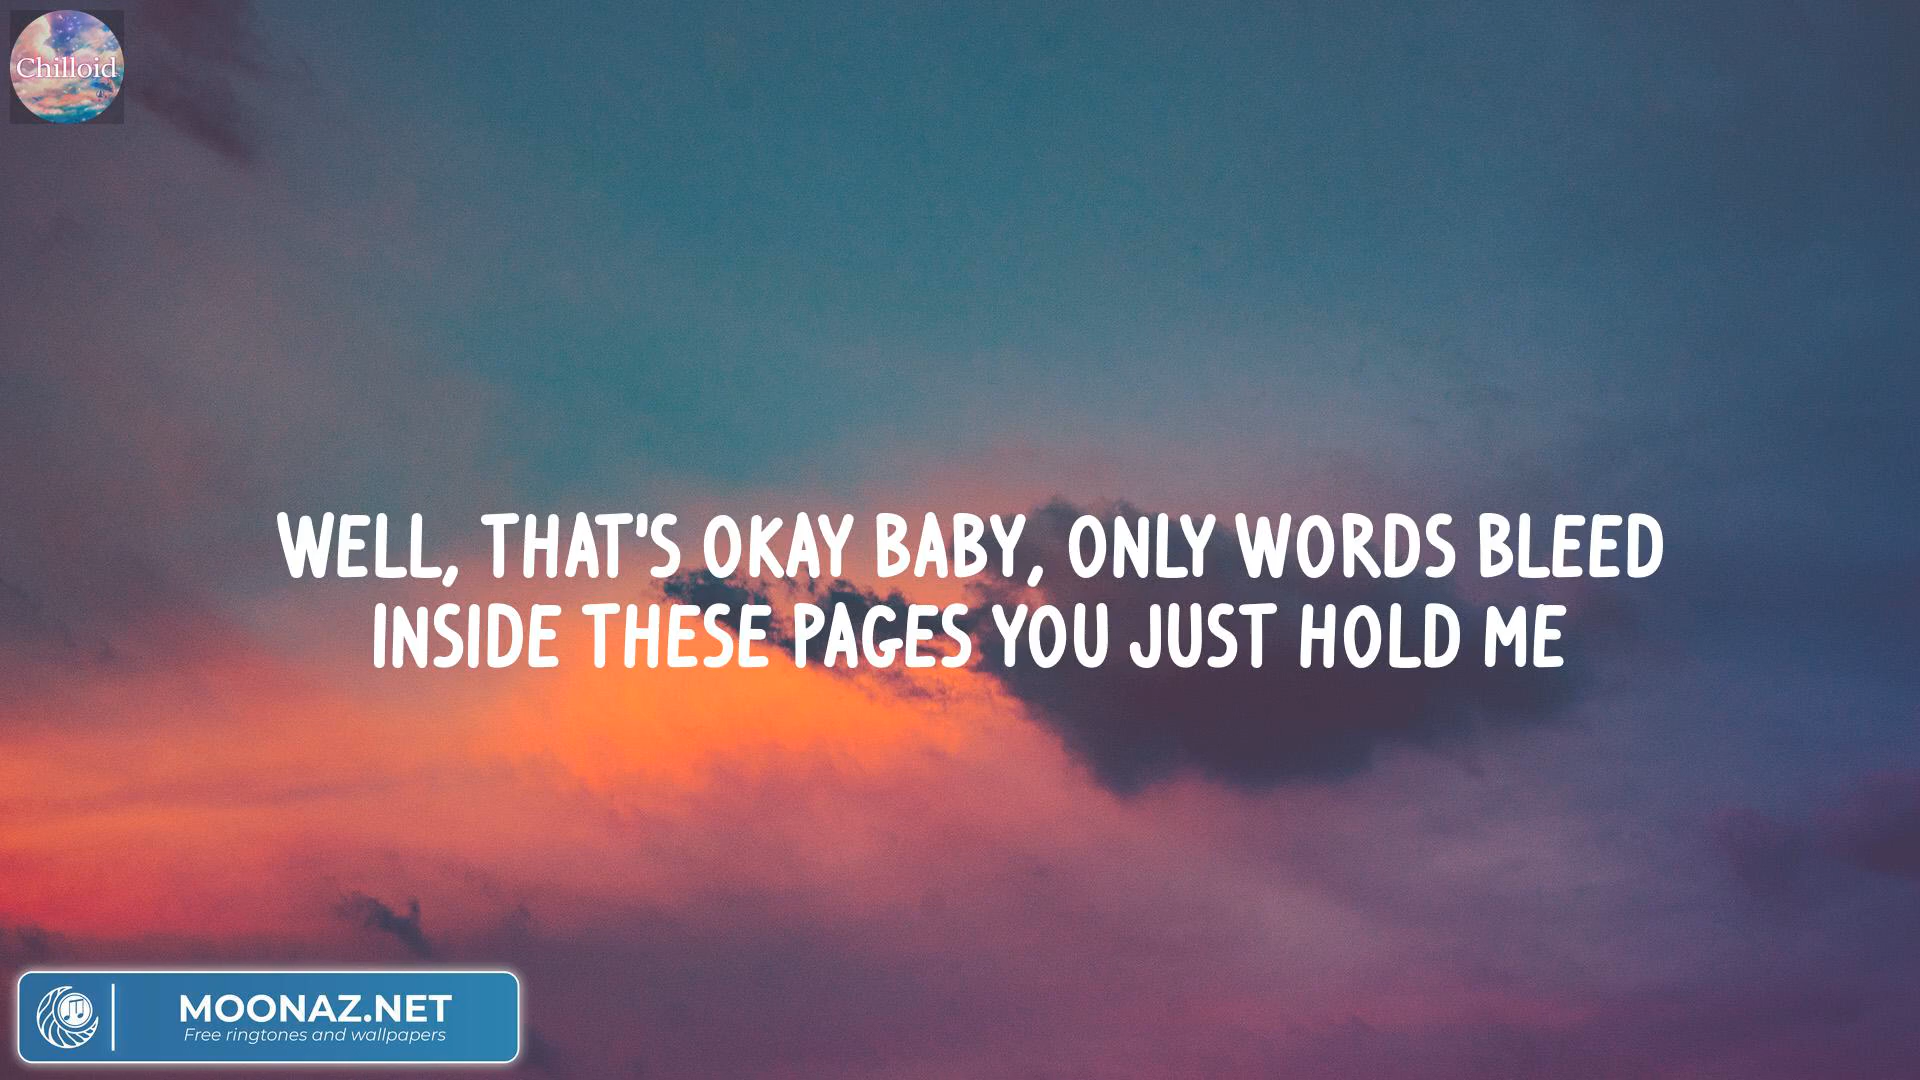 Chilloid
WELL, THAT'S OKAY BABY, ONLY WORDS BLEED
INSIDE THESE PAGES YOU JUST HOLD ME
MOONAZ.NET
Free ringtones and wallpapers